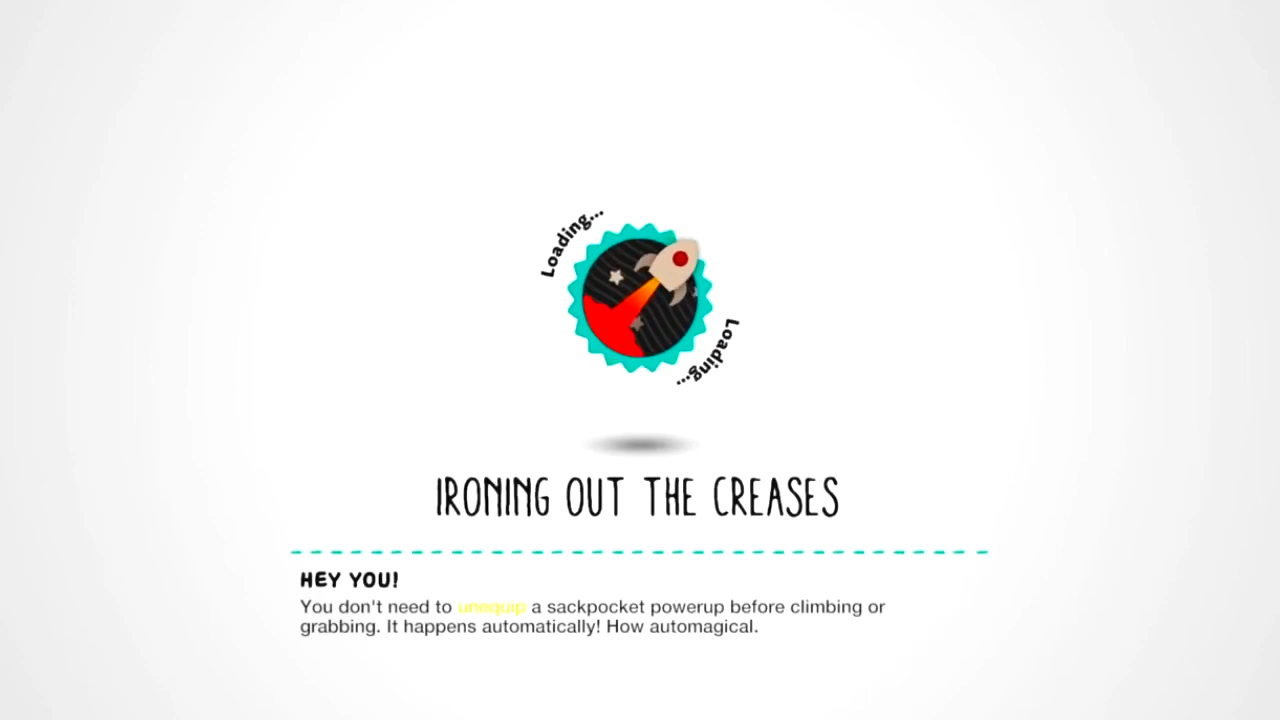 Loading...
Loading...
IRONING OUT THE CREASES
HEY YOU!
You don't need to unequip a sackpocket powerup before climbing or
grabbing. It happens automatically! How automagical.